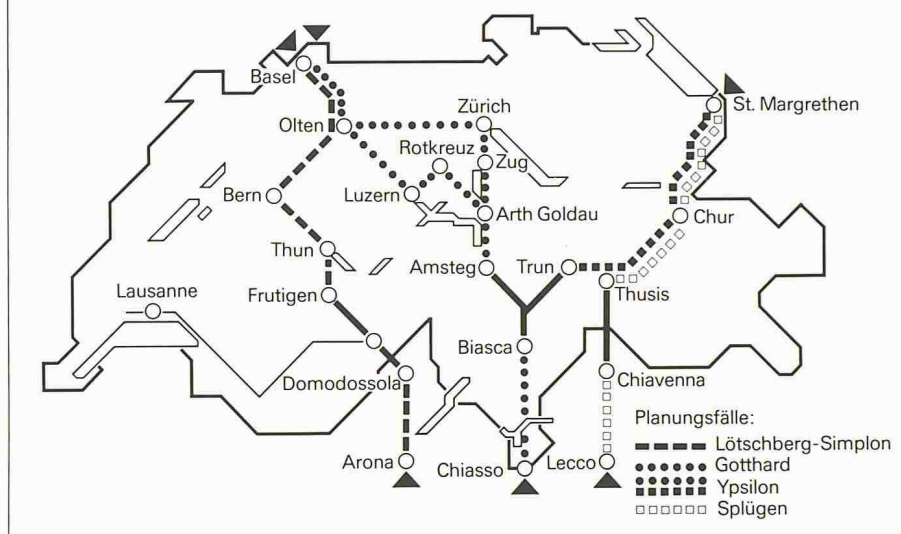 Basel
Zürich
St. Margrethen
Olten
Rotkreuz
Zug
Bern
Luzern
Arth Goldau
Chur
Thun
Amsteg
Trun
Lausanne
Frutigen
Thusis
Biasca
Domodossola
Chiavenna
Planungsfälle:
Lötschberg-Simplon
Arona
Chiasso
Lecco
Gotthard
Ypsilon
Splügen